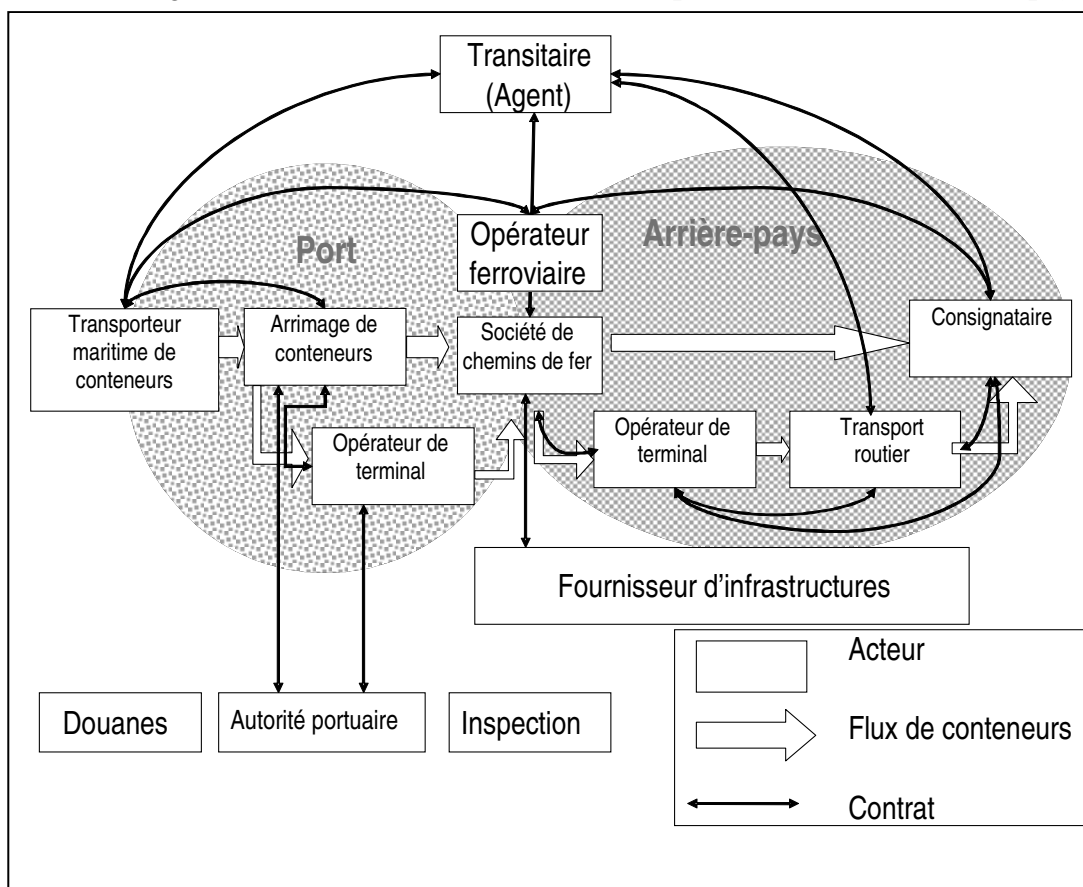 Transitaire
(Agent)
Port
Arrière-pays
Opérateur
ferroviaire
Transporteur
maritime de
conteneurs
Arrimage de
conteneurs
Société de
chemins de fer
Consignataire
Opérateur de
terminal
Opérateur de
terminal
Transport
routier
Fournisseur d'infrastructures
Douanes
Autorité portuaire
Inspection
Acteur
Flux de conteneurs
Contrat